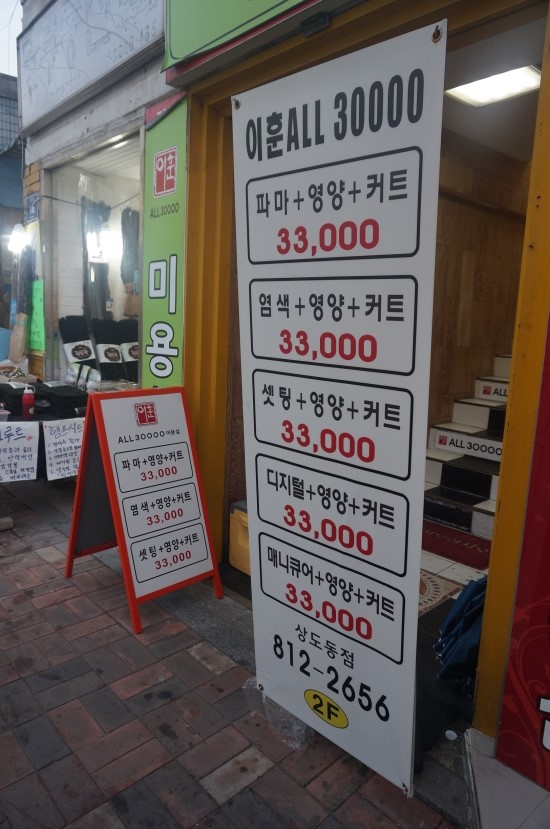 이훈ALL 30000
파마+영양+커트
33,000
염색+영양+커트
33,000
셋팅+영양+커트
33,000
디지털+영양+커트
33,000
매니큐어+영양+커트
33,000
상도동점
812-2656
2F
이훈
ALL30000
미용
이훈
ALL30000미용실
파마+영양+커트
33,000
염색+영양+커트
33,000
셋팅+영양+커트
33,000
ALL
ALL30000